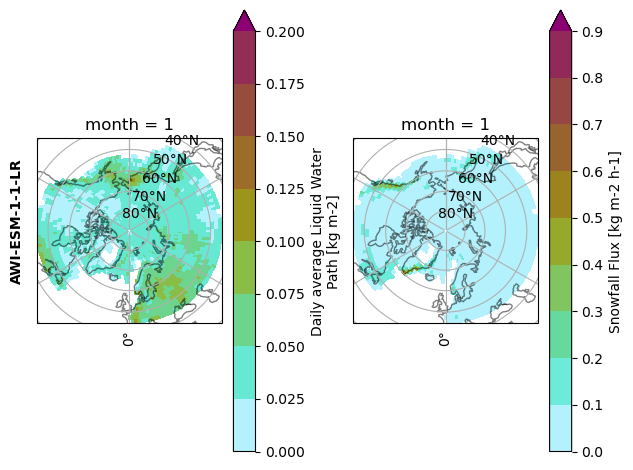 AWI-ESM-1-1-LR
month = 1
40°N
50°N
60°N
70°N
80°N
0°
0.200
0.175
0.150
0.125
0.100
0.075
0.050
0.025
0.000
Daily average Liquid Water
Path [kg m-2]
month = 1
40°N
50°N
60°N
70°N
80°N
0°
0.9
0.8
0.7
0.6
0.5
0.4
0.3
0.2
0.1
0.0
Snowfall Flux [kg m-2 h-1]